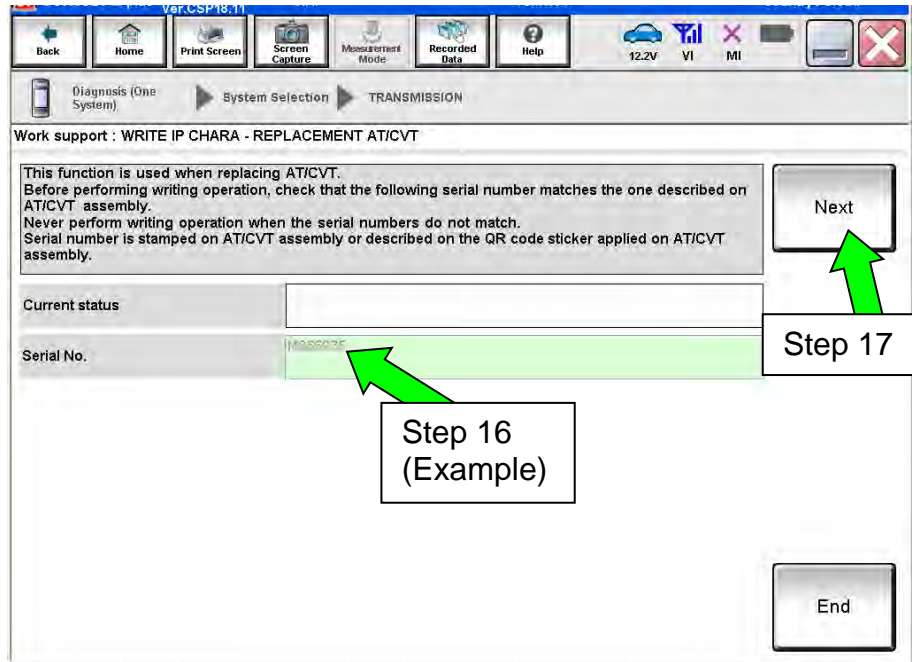 Ver.CSP18.11
Back
Home
Print Screen
Screen Capture
Measurement Mode
Recorded Data
Help
12.2V
VI
MI
Diagnosis (One System)
System Selection
TRANSMISSION
Work support : WRITE IP CHARA - REPLACEMENT AT/CVT
This function is used when replacing AT/CVT.
Before performing writing operation, check that the following serial number matches the one described on
AT/CVT assembly.
Never perform writing operation when the serial numbers do not match.
Serial number is stamped on AT/CVT assembly or described on the QR code sticker applied on AT/CVT
assembly.
Next
Current status
Serial No.
Step 17
Step 16
(Example)
End